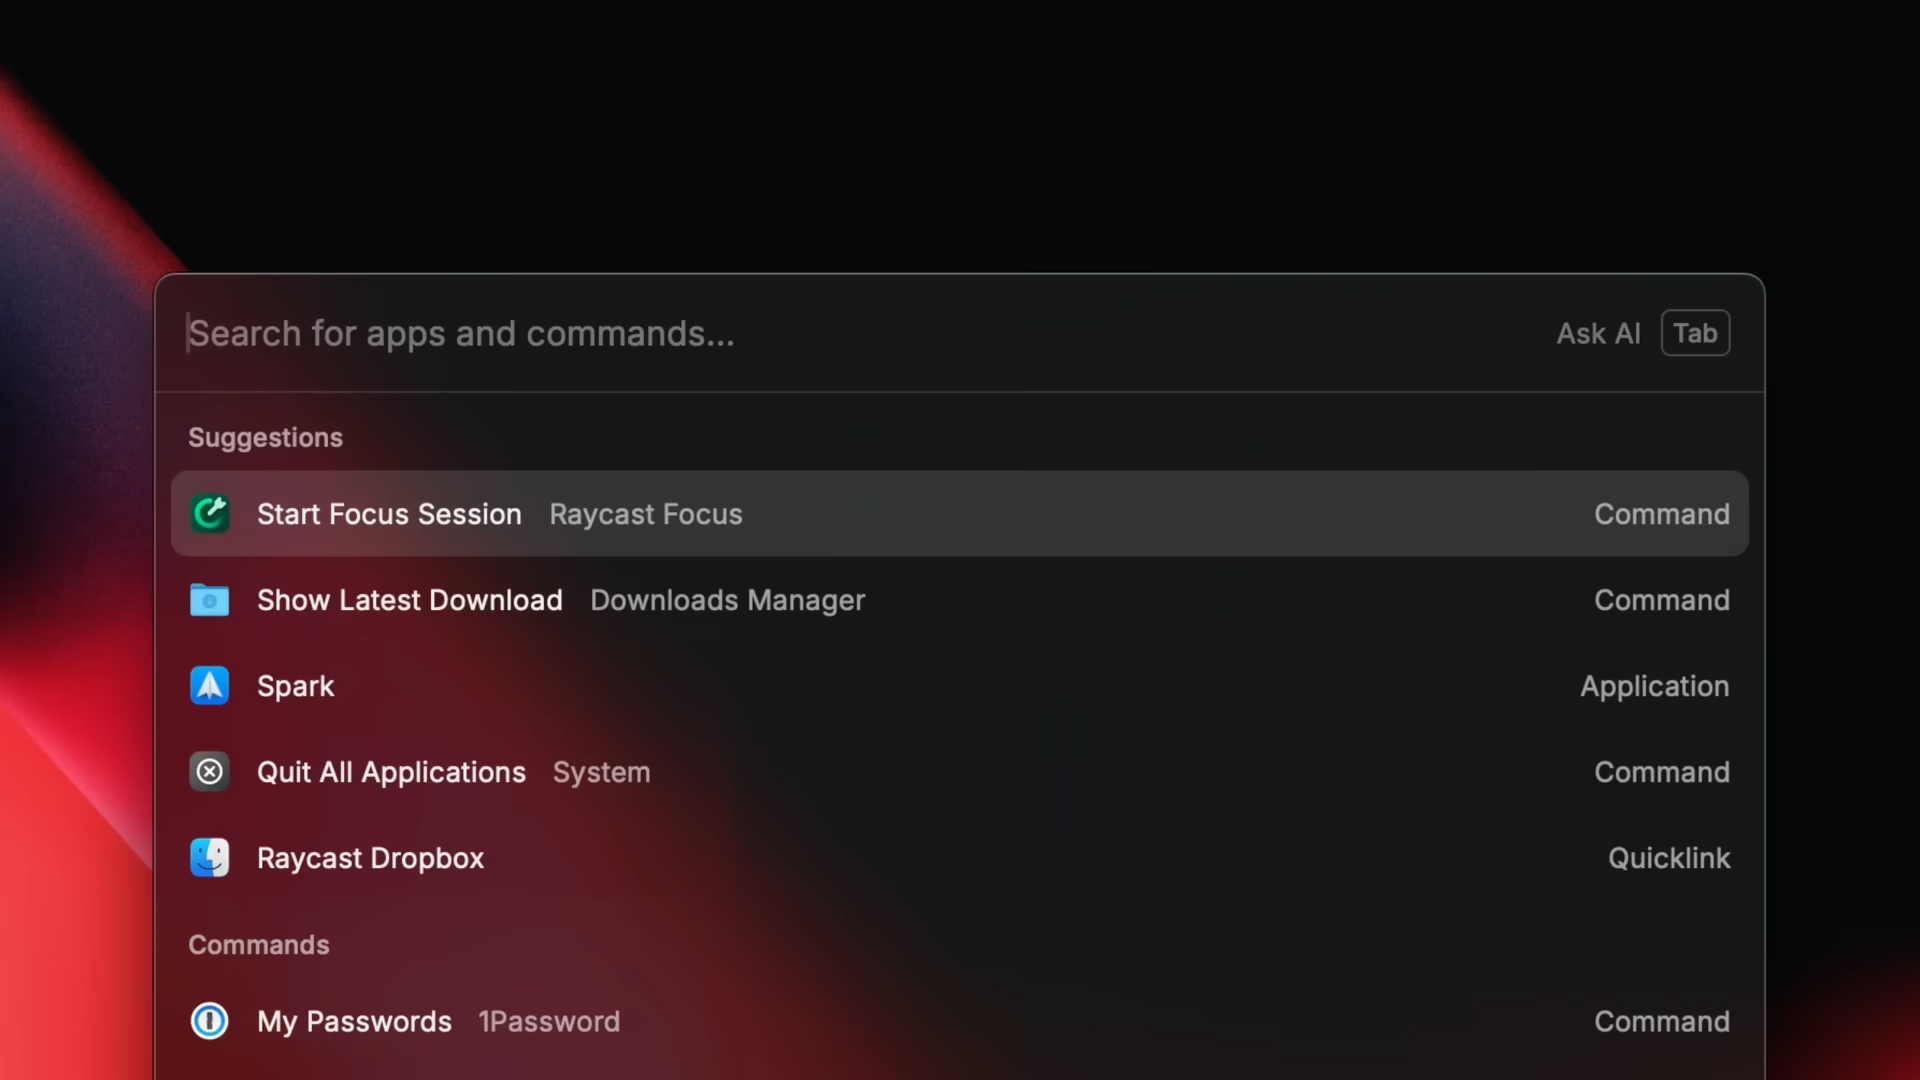 Search for apps and commands... Ask AI Tab
Suggestions
Start Focus Session Raycast Focus Command
Show Latest Download Downloads Manager Command
Spark Application
Quit All Applications System Command
Raycast Dropbox Quicklink
Commands
My Passwords 1Password Command